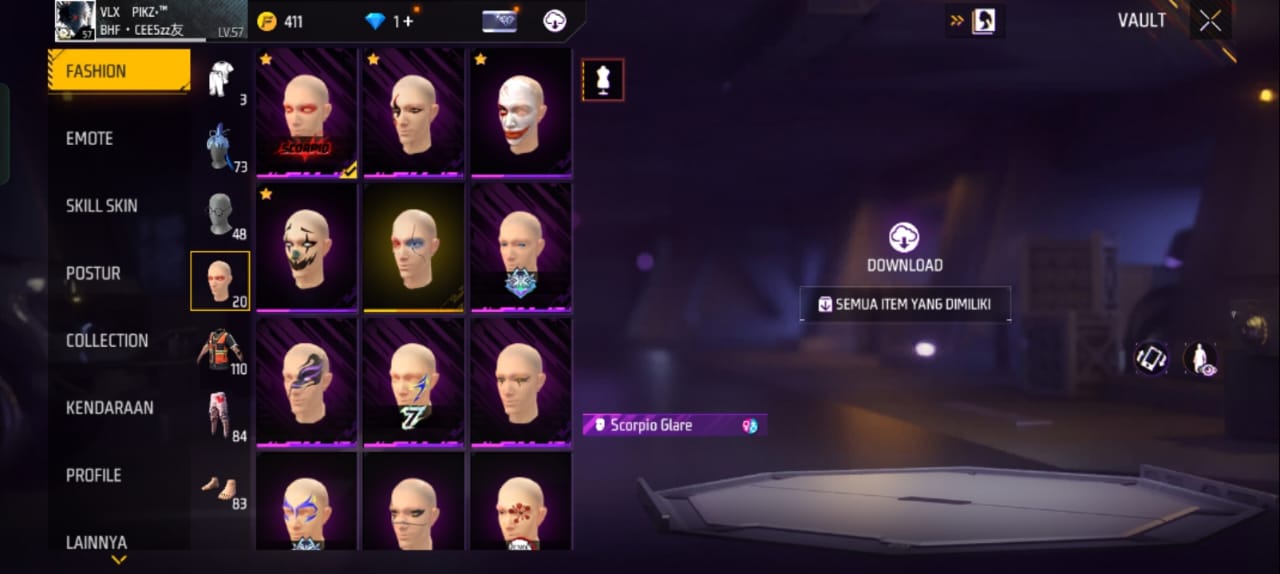 VLX PIKZ•™
BHF • CEE5zz友
57
LV.57
411
1+
VAULT
FASHION
EMOTE
SKILL SKIN
POSTUR
COLLECTION
KENDARAAN
PROFILE
LAINNYA
3
73
48
20
110
84
83
SCORPIO
7
DOWNLOAD
SEMUA ITEM YANG DIMILIKI
Scorpio Glare